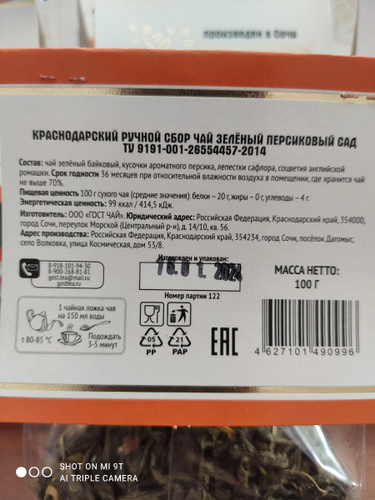 произведен в Сочи
КРАСНОДАРСКИЙ РУЧНОЙ СБОР ЧАЙ ЗЕЛЁНЫЙ ПЕРСИКОВЫЙ САД
ТУ 9191-001-26554457-2014
Состав: чай зелёный байховый, кусочки ароматного персика, лепестки сафлора, соцветия английской
ромашки. Срок годности 36 месяцев при относительной влажности воздуха в помещении, где хранится чай
не выше 70%.
Пищевая ценность 100 г сухого чая (средние значения): белки – 20 г; жиры – 0 г; углеводы – 4 г.
Энергетическая ценность: 99 ккал / 414,5 кДж.
Изготовитель: ООО «ГОСТ ЧАЙ». Юридический адрес: Российская Федерация, Краснодарский край, 354000,
город Сочи, переулок Морской (Центральный р-н), д. 14/10, кв. 56.
Адрес производства: Российская Федерация, Краснодарский край, 354234, город Сочи, посёлок Дагомыс,
село Волковка, улица Космическая, дом 53/8.
8-918-101-94-30
8-900-268-81-81
gost.tea@mail.ru
gosttea.ru
Изготовлен и упакован:
2024
Номер партии 122
МАССА НЕТТО:
100 Г
1 чайная ложка чая
на 150 мл воды
t 80-85 °C
Подождать
3-5 минут
05
PP
21
PAP
EAC
4 627101 490996
SHOT ON MI 9T
AI TRIPLE CAMERA